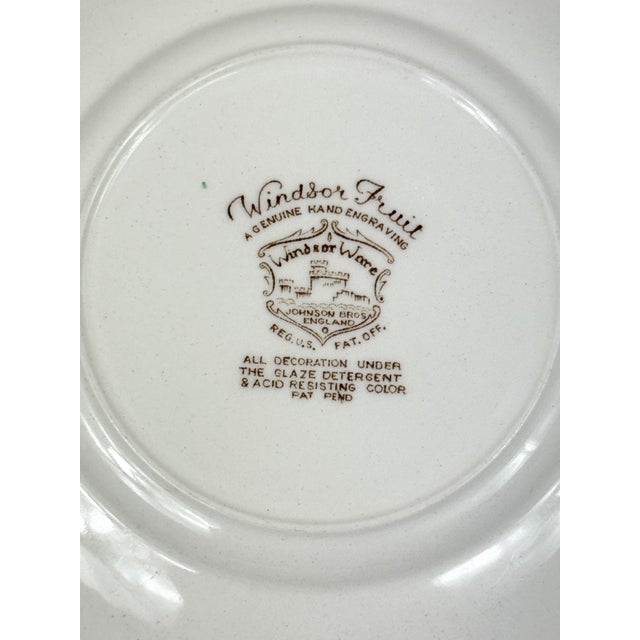 Windsor Fruit
A GENUINE HAND ENGRAVING
Windsor Ware
JOHNSON BROS
ENGLAND
REG. U.S. PAT. OFF.
ALL DECORATION UNDER
THE GLAZE DETERGENT
& ACID RESISTING COLOR
PAT PEND